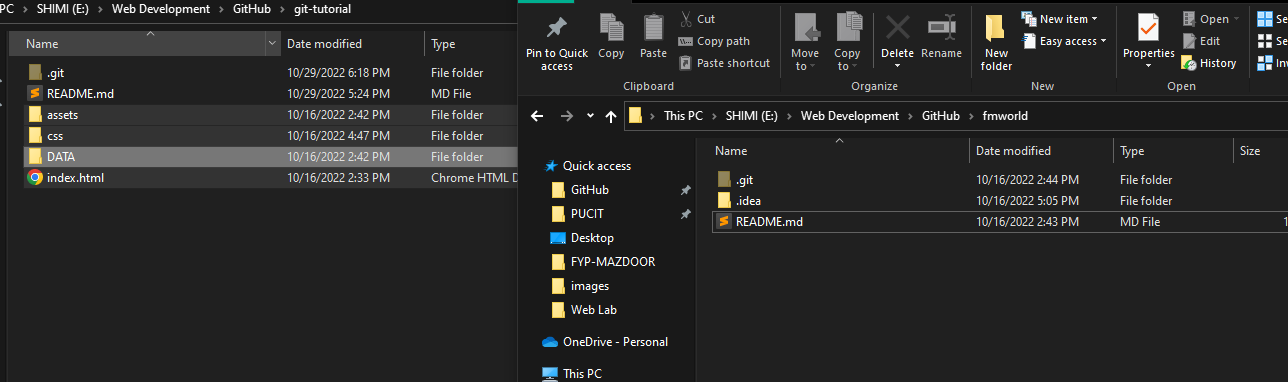 PC > SHIMI (E:) > Web Development > GitHub > git-tutorial
Name Date modified Type
.git 10/29/2022 6:18 PM File folder
README.md 10/29/2022 5:24 PM MD File
assets 10/16/2022 2:42 PM File folder
css 10/16/2022 4:47 PM File folder
DATA 10/16/2022 2:42 PM File folder
index.html 10/16/2022 2:33 PM Chrome HTML D
Pin to Quick access
Copy
Paste
Cut
Copy path
Paste shortcut
Clipboard
Move to
Copy to
Delete
Rename
Organize
New folder
New item
Easy access
New
Properties
Open
Edit
History
Open
Se
Se
Inv
This PC > SHIMI (E:) > Web Development > GitHub > fmworld
Quick access
GitHub
PUCIT
Desktop
FYP-MAZDOOR
images
Web Lab
OneDrive - Personal
This PC
Name Date modified Type Size
.git 10/16/2022 2:44 PM File folder
.idea 10/16/2022 5:05 PM File folder
README.md 10/16/2022 2:43 PM MD File 1